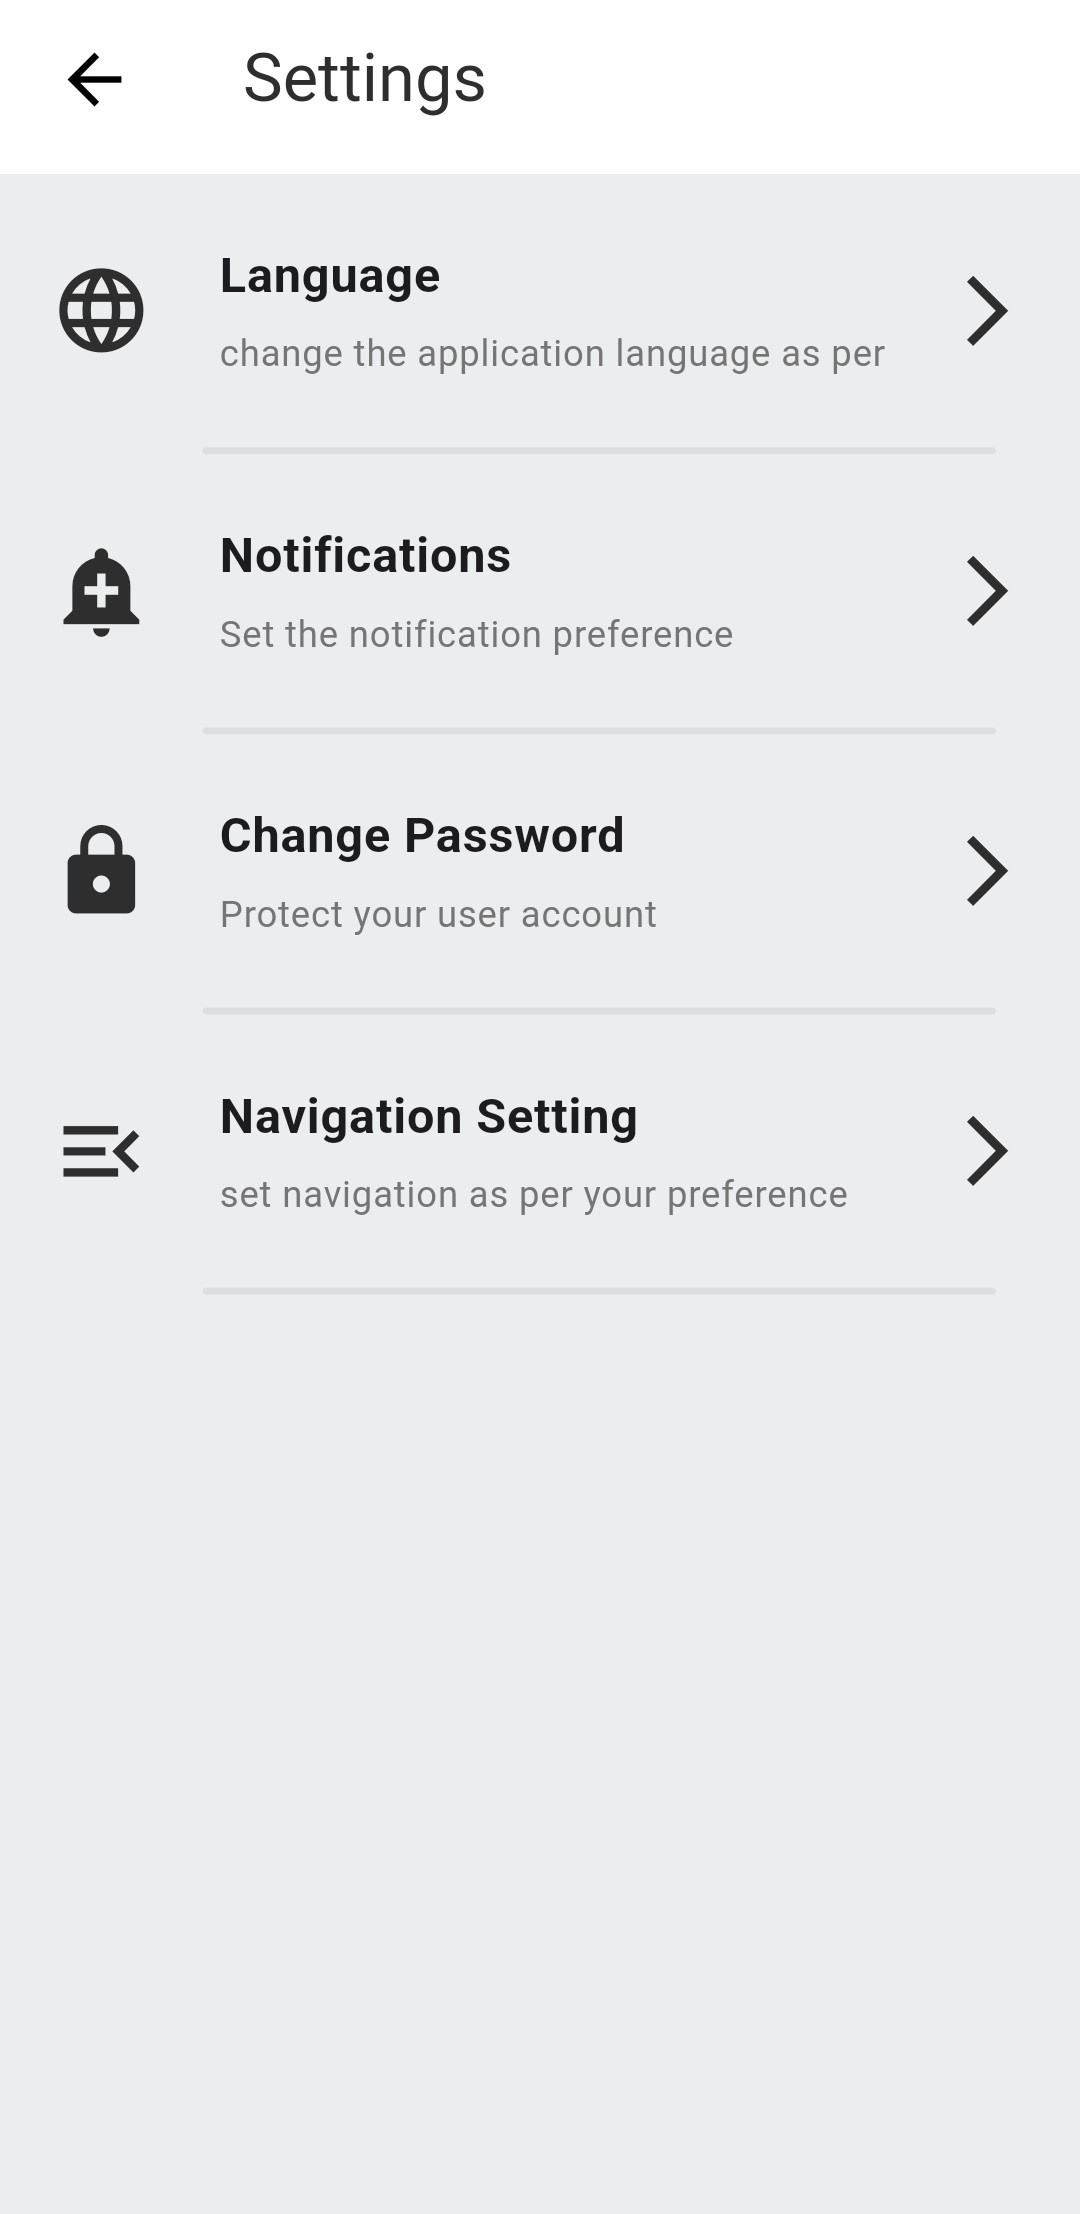 Settings
Language
change the application language as per
Notifications
Set the notification preference
Change Password
Protect your user account
Navigation Setting
set navigation as per your preference